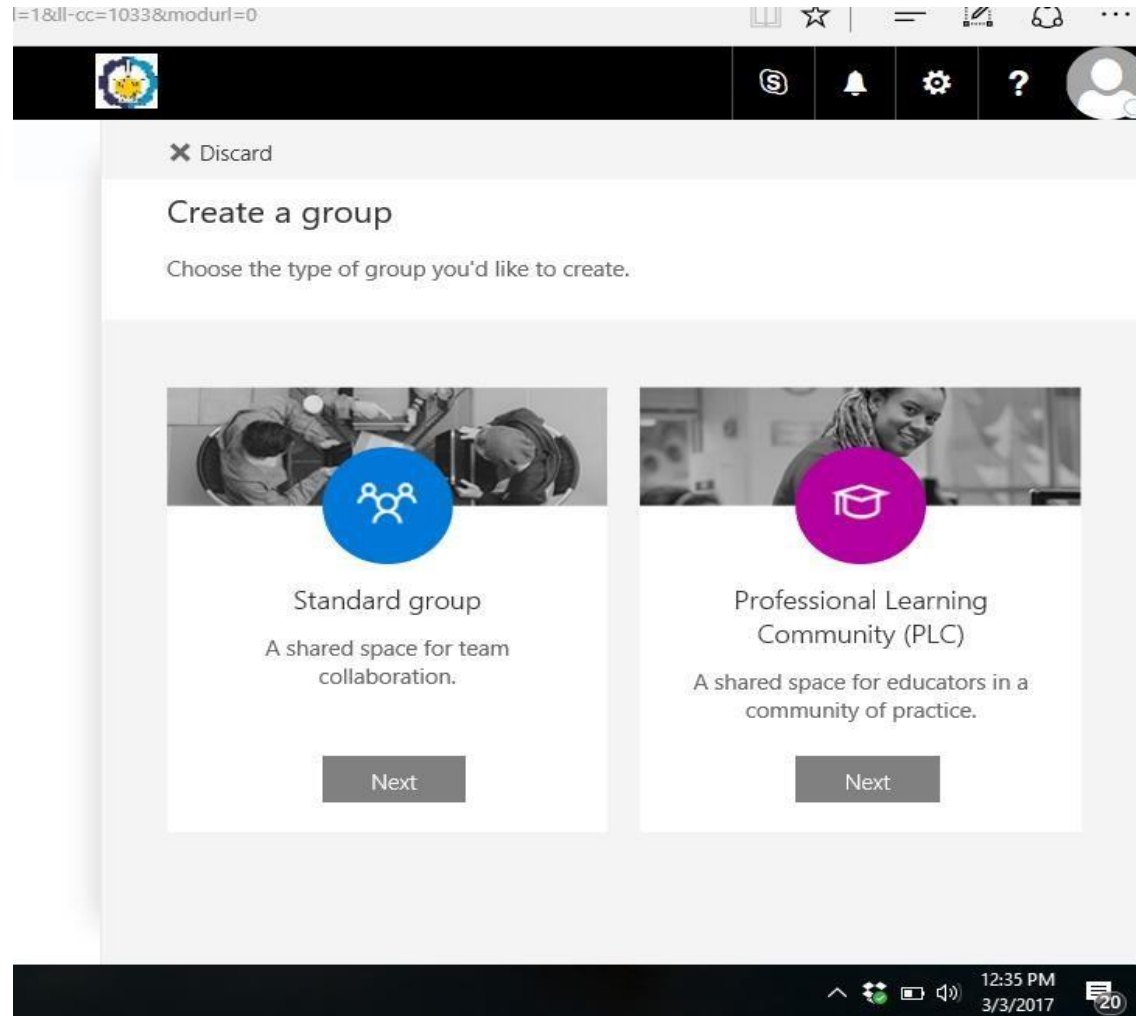 l=1&ll-cc=1033&modurl=0
Discard
Create a group
Choose the type of group you'd like to create.
Standard group
A shared space for team
collaboration.
Next
Professional Learning
Community (PLC)
A shared space for educators in a
community of practice.
Next
12:35 PM
3/3/2017
20